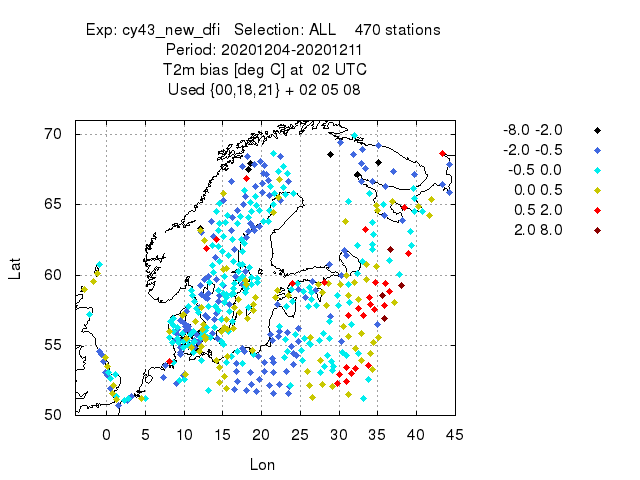 Exp: cy43_new_dfi Selection: ALL 470 stations
Period: 20201204-20201211
T2m bias [deg C] at 02 UTC
Used {00,18,21} + 02 05 08
-8.0 -2.0
-2.0 -0.5
-0.5 0.0
0.0 0.5
0.5 2.0
2.0 8.0
Lat
70
65
60
55
50
0 5 10 15 20 25 30 35 40 45
Lon